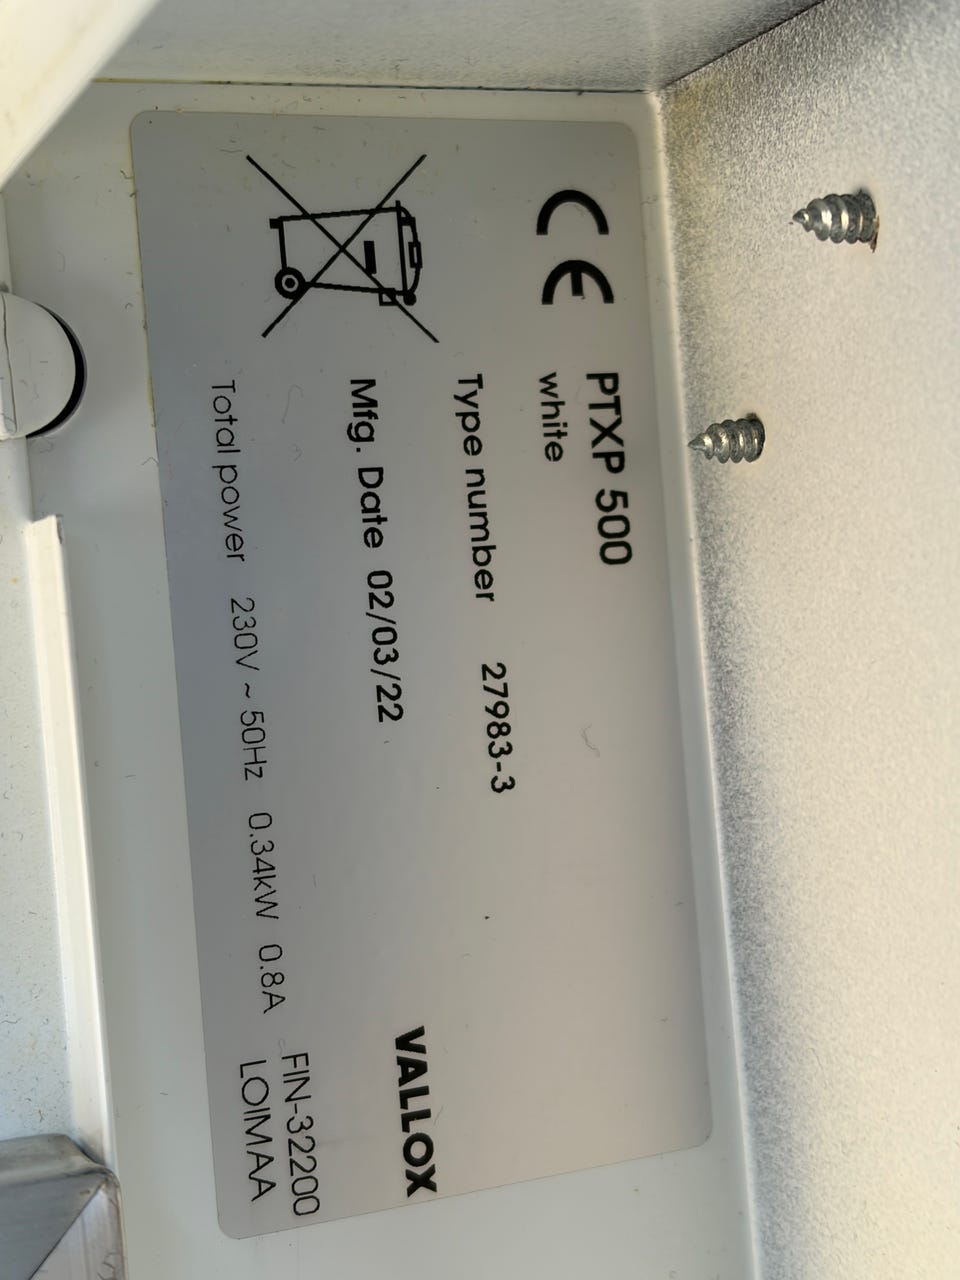 CE PTXP 500
white
Type number 27983-3
Mfg. Date 02/03/22
VALLOX
Total power 230V ~ 50Hz 0.34kW 0.8A
FIN-32200
LOIMAA